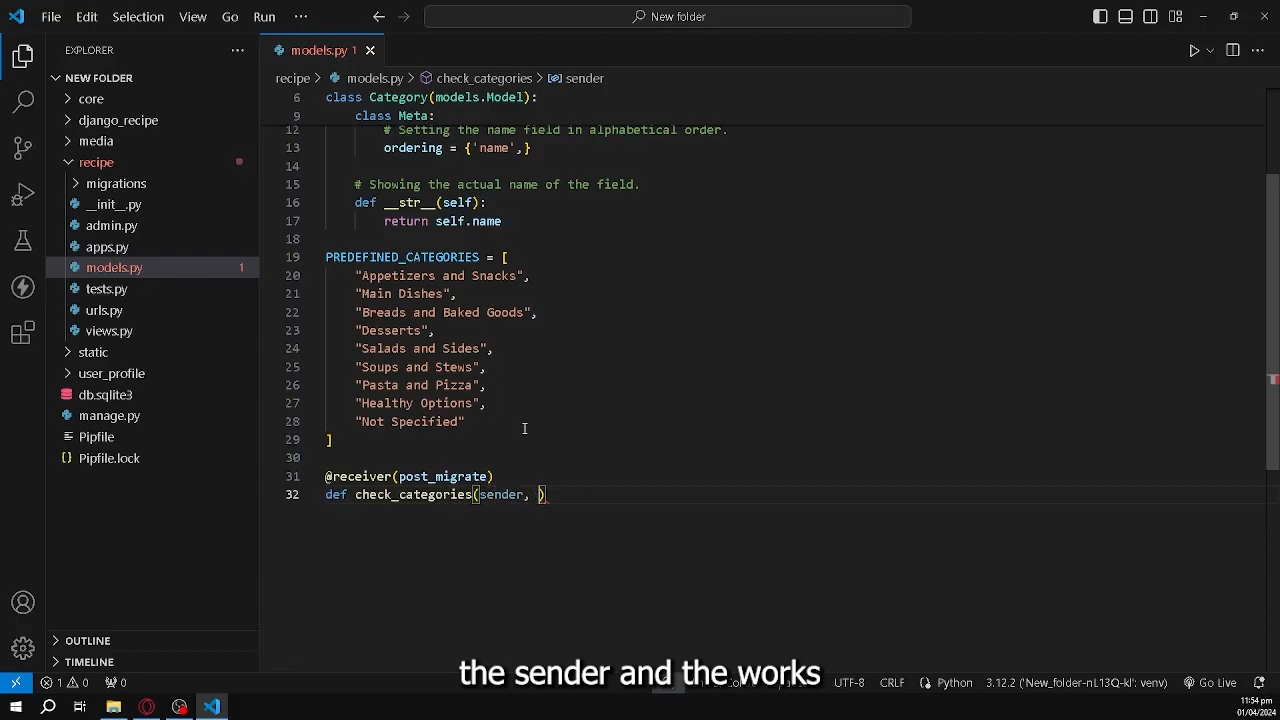 File Edit Selection View Go Run ··· New folder
EXPLORER ···
NEW FOLDER
core
django_recipe
media
recipe
migrations
__init__.py
admin.py
apps.py
models.py 1
tests.py
urls.py
views.py
static
user_profile
db.sqlite3
manage.py
Pipfile
Pipfile.lock
OUTLINE
TIMELINE
models.py 1
recipe > models.py > check_categories > sender
6 class Category(models.Model):
9 class Meta:
12 # Setting the name field in alphabetical order.
13 ordering = {'name',}
14
15 # Showing the actual name of the field.
16 def __str__(self):
17 return self.name
18
19 PREDEFINED_CATEGORIES = [
20 "Appetizers and Snacks",
21 "Main Dishes",
22 "Breads and Baked Goods",
23 "Desserts",
24 "Salads and Sides",
25 "Soups and Stews",
26 "Pasta and Pizza",
27 "Healthy Options",
28 "Not Specified"
29 ]
30
31 @receiver(post_migrate)
32 def check_categories(sender, )
the sender and the works
1 0 0 UTF-8 CRLF Python 3.12.2 (New_folder-nL13Q-kl': venv) Go Live
11:54 pm
01/04/2024